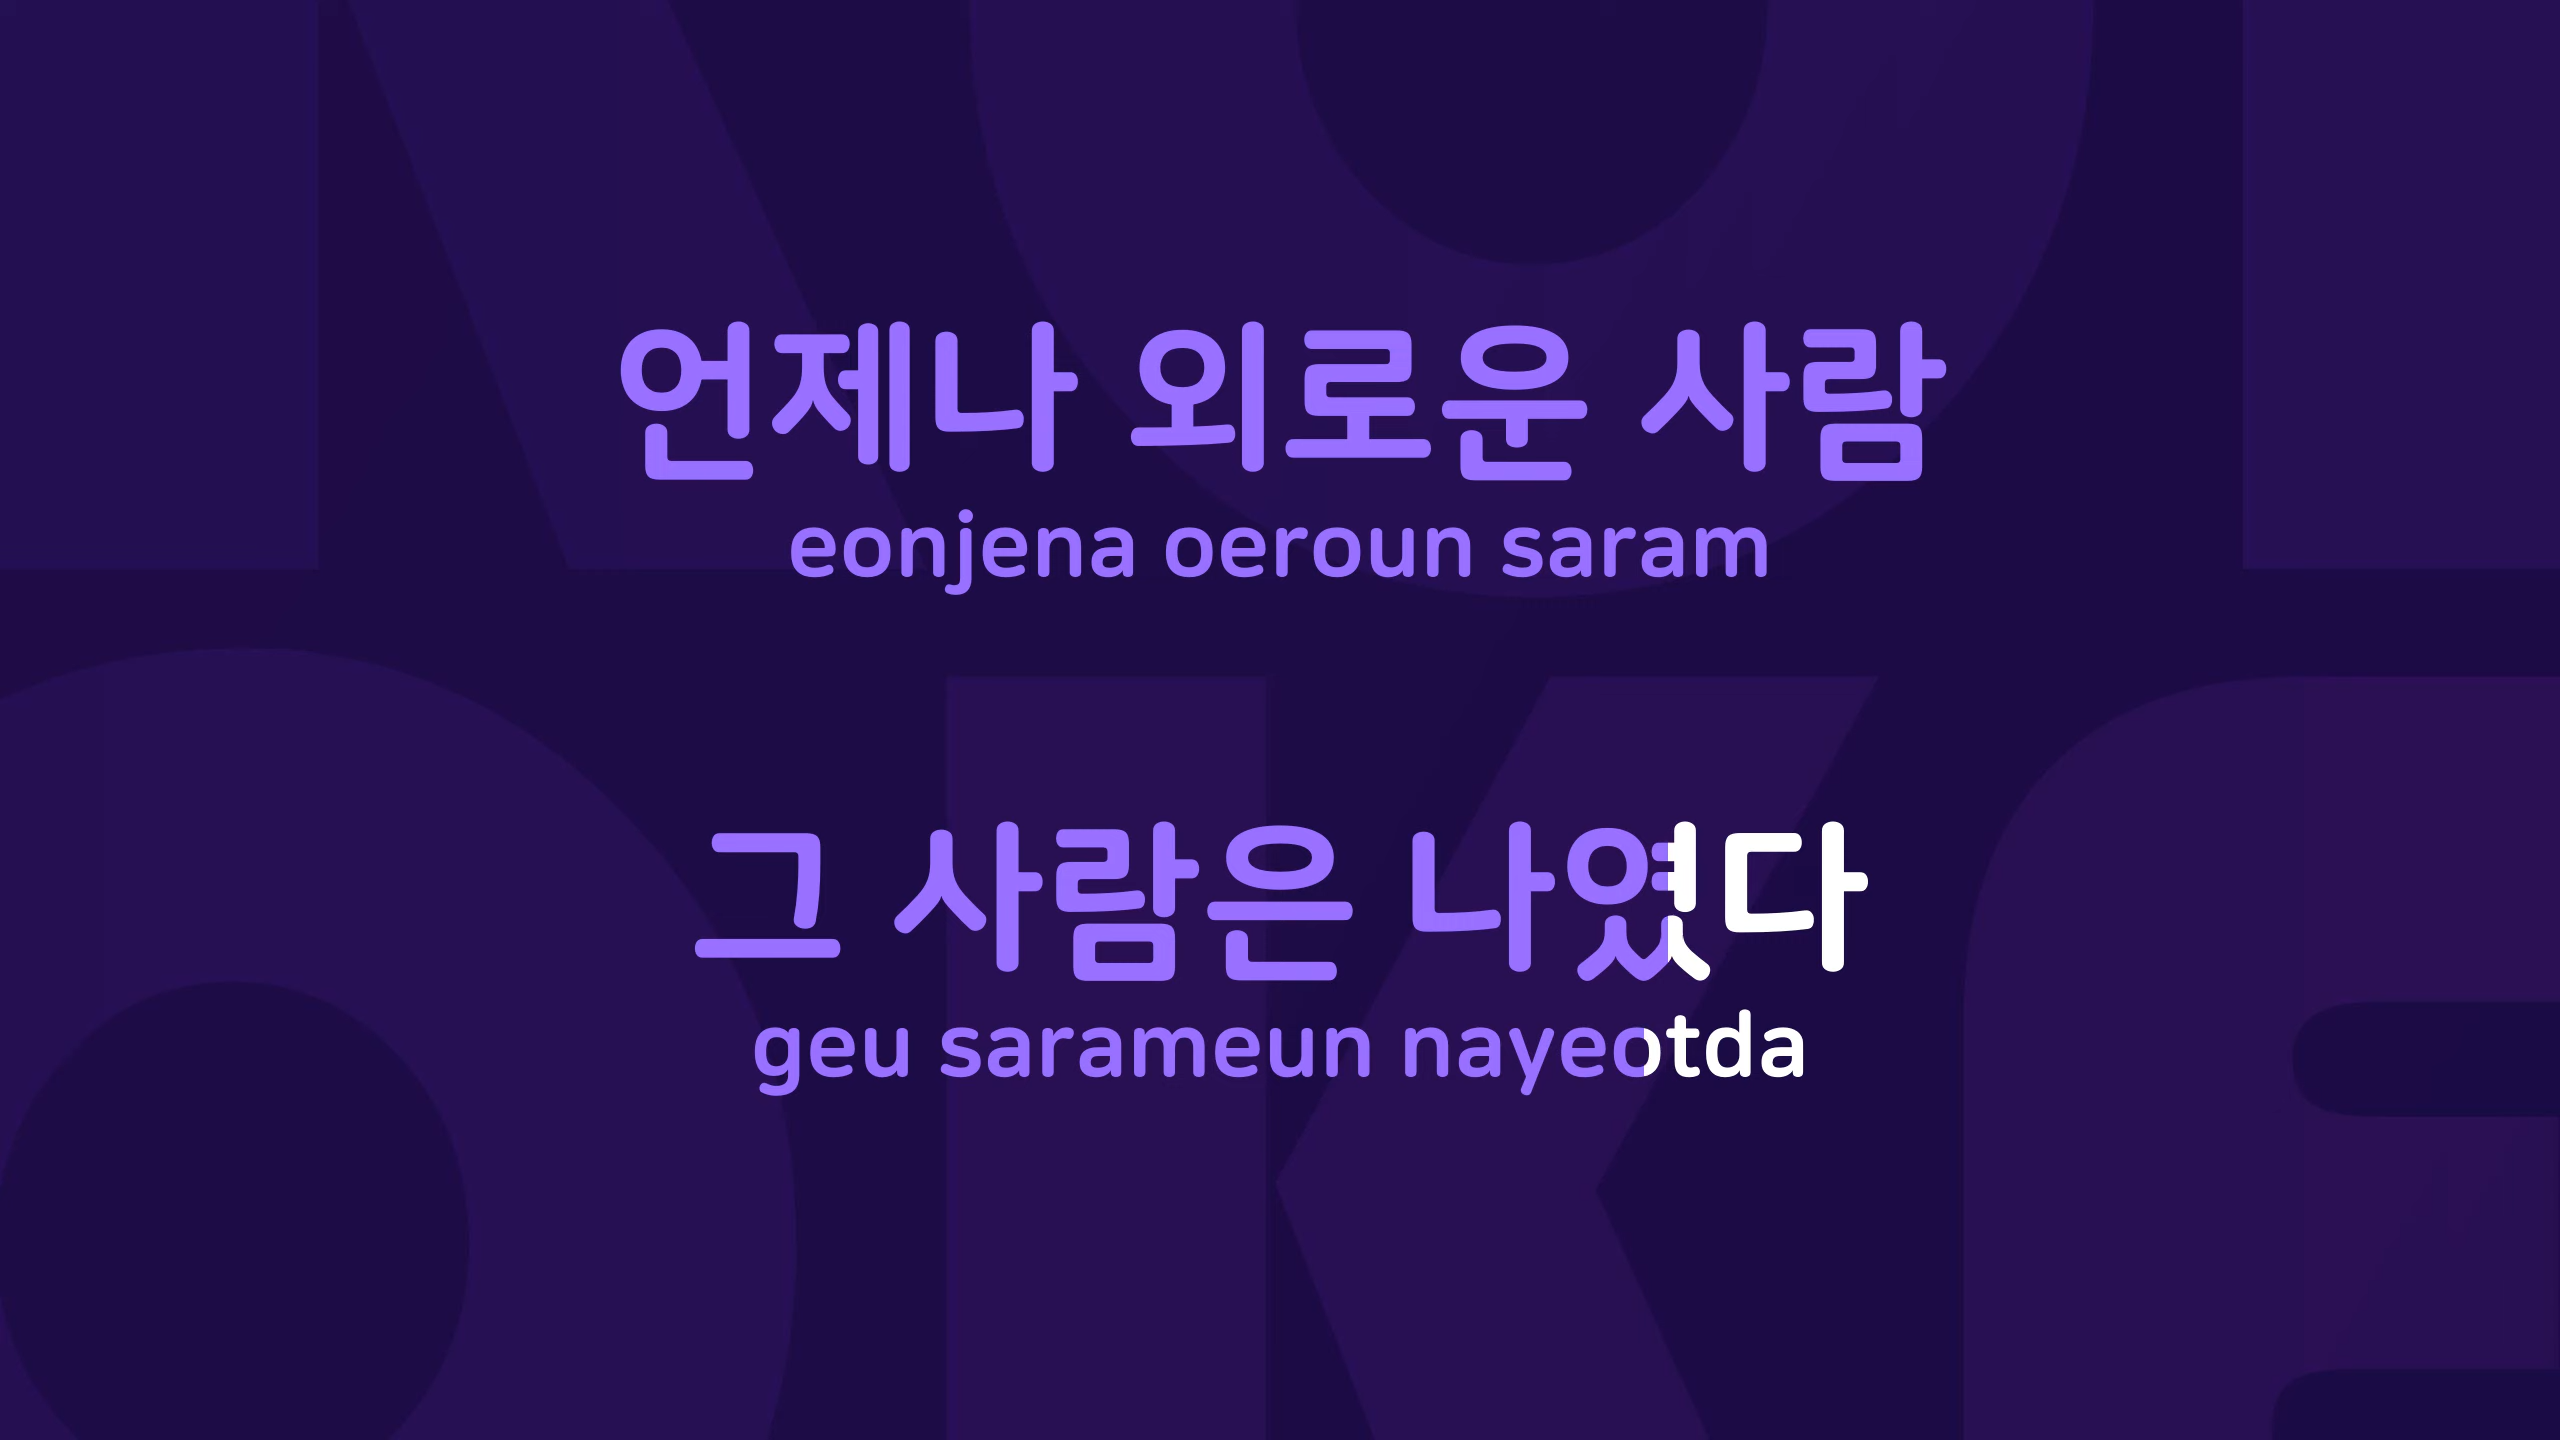 언제나 외로운 사람
eonjena oeroun saram
그 사람은 나였다
geu sarameun nayeotda